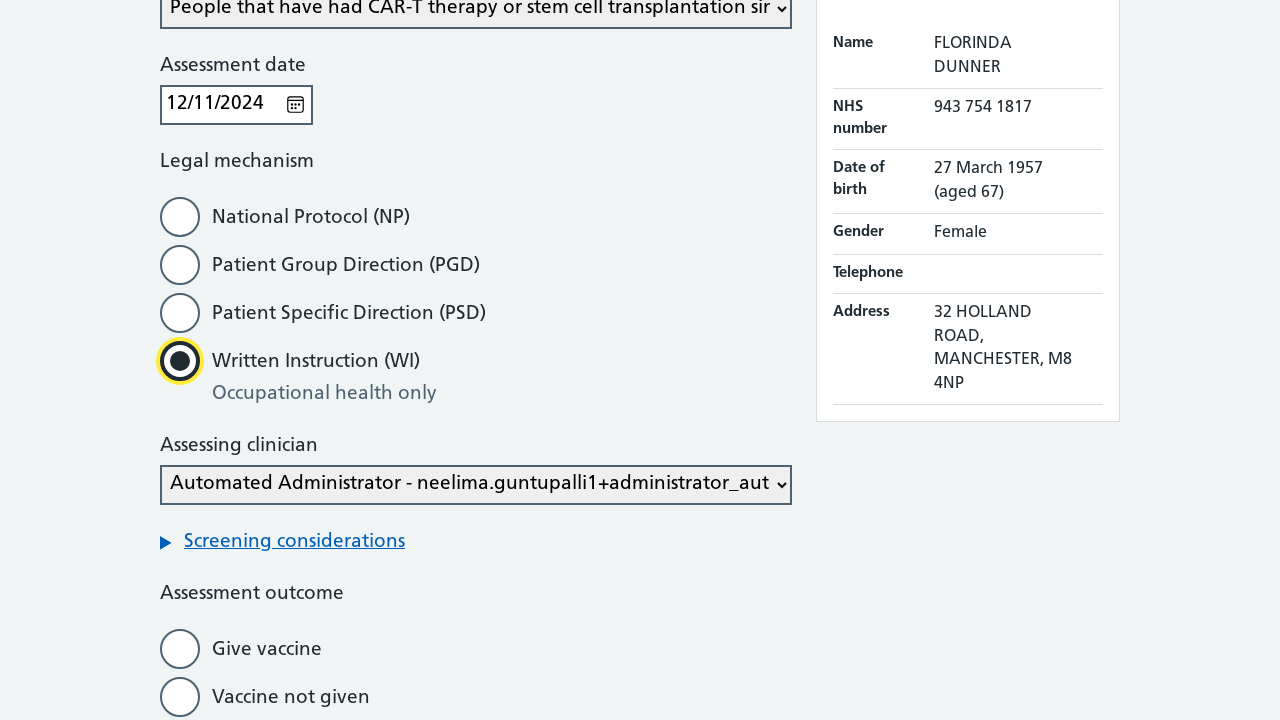 People that have had CAR-T therapy or stem cell transplantation sir
Assessment date
12/11/2024
Legal mechanism
National Protocol (NP)
Patient Group Direction (PGD)
Patient Specific Direction (PSD)
Written Instruction (WI)
Occupational health only
Assessing clinician
Automated Administrator - neelima.guntupalli1+administrator_aut
Screening considerations
Assessment outcome
Give vaccine
Vaccine not given
Name FLORINDA
DUNNER
NHS
number 943 754 1817
Date of
birth 27 March 1957
(aged 67)
Gender Female
Telephone
Address 32 HOLLAND
ROAD,
MANCHESTER, M8
4NP